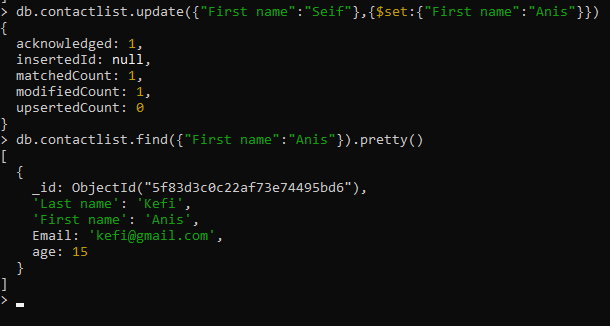 ]
> db.contactlist.update({"First name":"Seif"},{$set:{"First name":"Anis"}})
{
  acknowledged: 1,
  insertedId: null,
  matchedCount: 1,
  modifiedCount: 1,
  upsertedCount: 0
}
> db.contactlist.find({"First name":"Anis"}).pretty()
[
  {
    _id: ObjectId("5f83d3c0c22af73e74495bd6"),
    'Last name': 'Kefi',
    'First name': 'Anis',
    Email: 'kefi@gmail.com',
    age: 15
  }
]
>